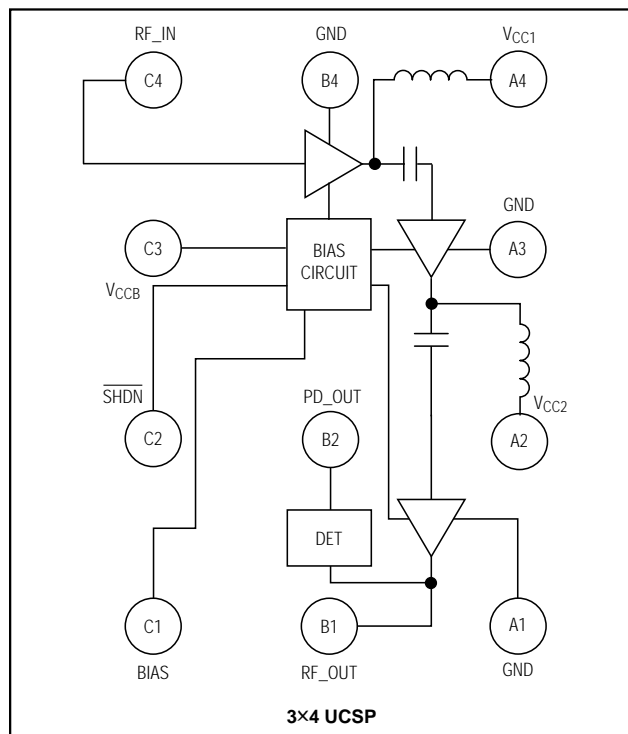 RF_IN
GND
VCC1
C4
B4
A4
GND
C3
BIAS
CIRCUIT
A3
VCCB
SHDN
PD_OUT
VCC2
C2
B2
A2
DET
C1
B1
A1
BIAS
RF_OUT
GND
3×4 UCSP